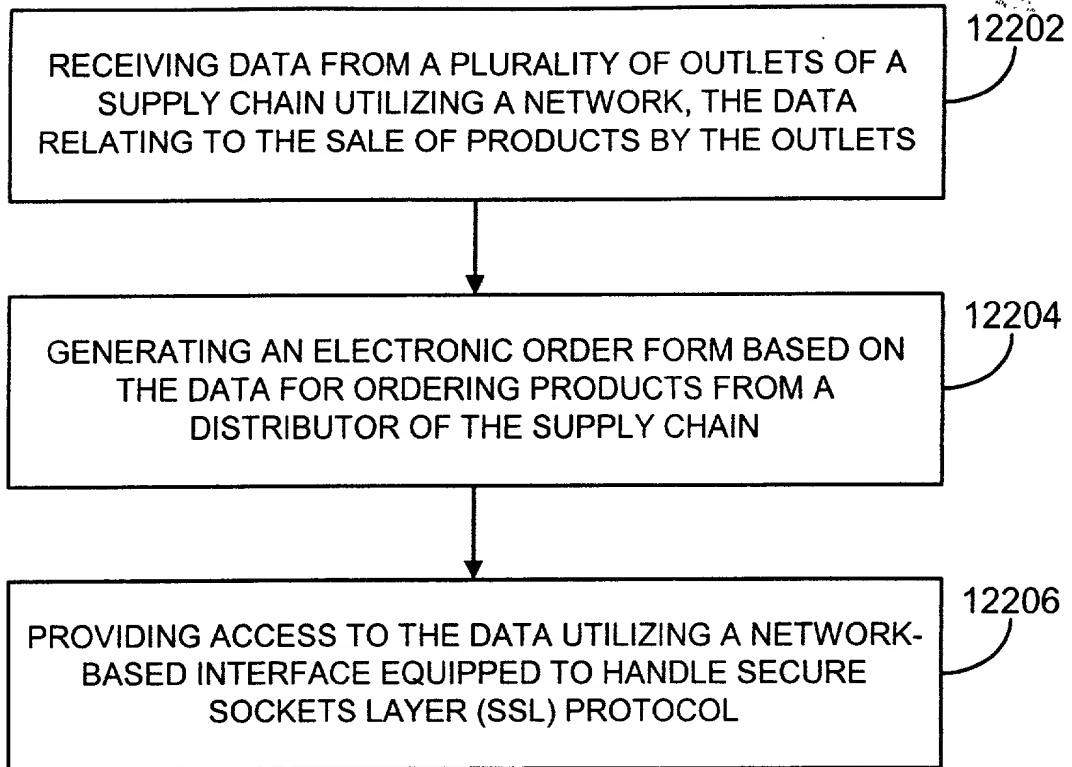 12202
RECEIVING DATA FROM A PLURALITY OF OUTLETS OF A
SUPPLY CHAIN UTILIZING A NETWORK, THE DATA
RELATING TO THE SALE OF PRODUCTS BY THE OUTLETS
12204
GENERATING AN ELECTRONIC ORDER FORM BASED ON
THE DATA FOR ORDERING PRODUCTS FROM A
DISTRIBUTOR OF THE SUPPLY CHAIN
12206
PROVIDING ACCESS TO THE DATA UTILIZING A NETWORK-
BASED INTERFACE EQUIPPED TO HANDLE SECURE
SOCKETS LAYER (SSL) PROTOCOL